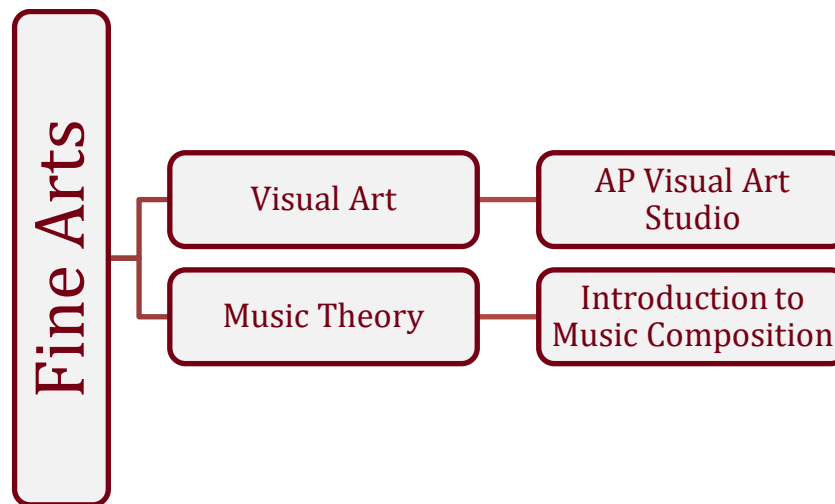 Fine Arts
Visual Art
AP Visual Art
Studio
Music Theory
Introduction to
Music Composition